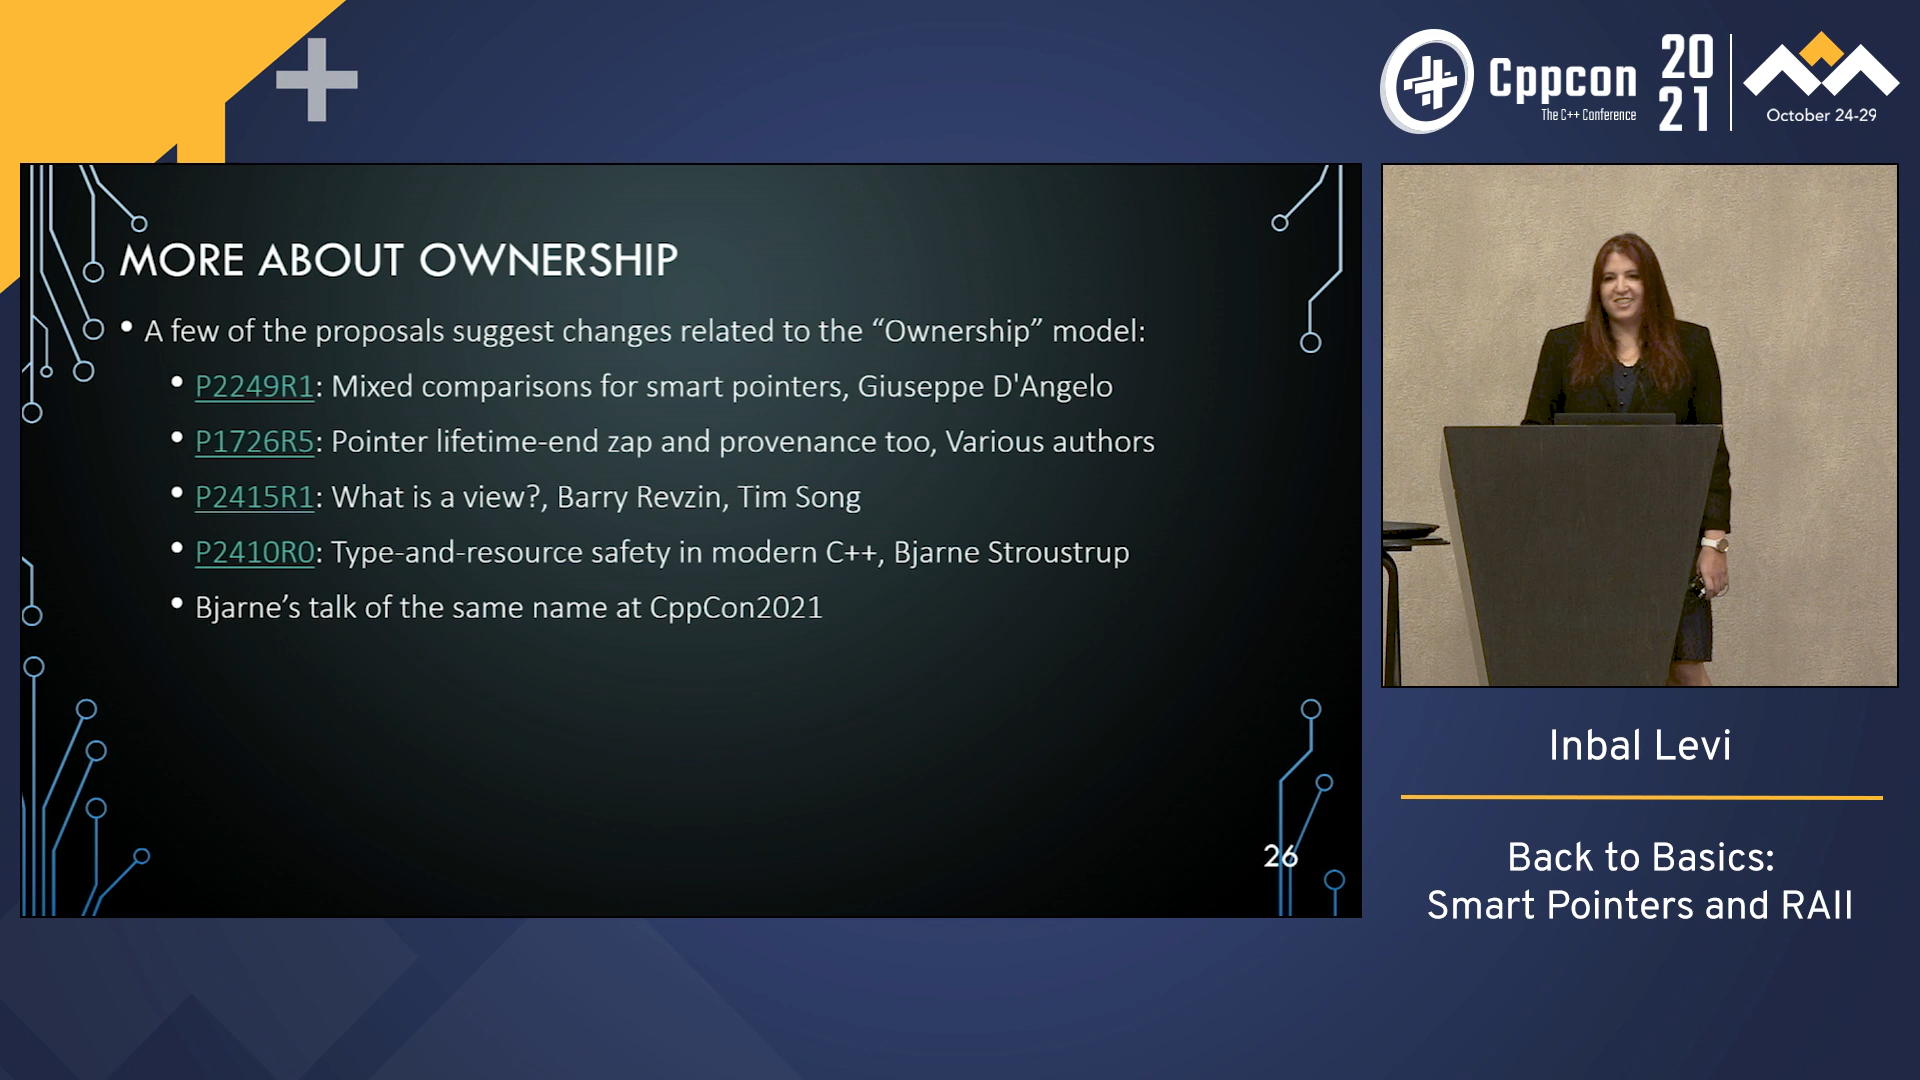 Cppcon
The C++ Conference
20
21
October 24-29
MORE ABOUT OWNERSHIP
• A few of the proposals suggest changes related to the “Ownership” model:
• P2249R1: Mixed comparisons for smart pointers, Giuseppe D'Angelo
• P1726R5: Pointer lifetime-end zap and provenance too, Various authors
• P2415R1: What is a view?, Barry Revzin, Tim Song
• P2410R0: Type-and-resource safety in modern C++, Bjarne Stroustrup
• Bjarne’s talk of the same name at CppCon2021
26
Inbal Levi
Back to Basics:
Smart Pointers and RAII